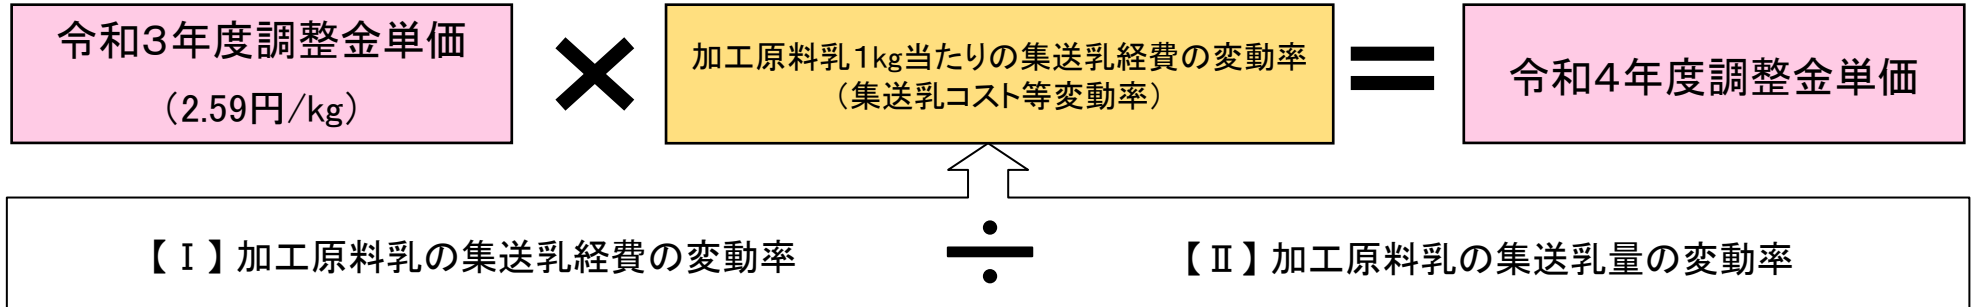 令和3年度調整金単価
（2.59円/kg）
×
加工原料乳1kg当たりの集送乳経費の変動率
（集送乳コスト等変動率）
＝
令和4年度調整金単価
【Ⅰ】加工原料乳の集送乳経費の変動率
÷
【Ⅱ】加工原料乳の集送乳量の変動率